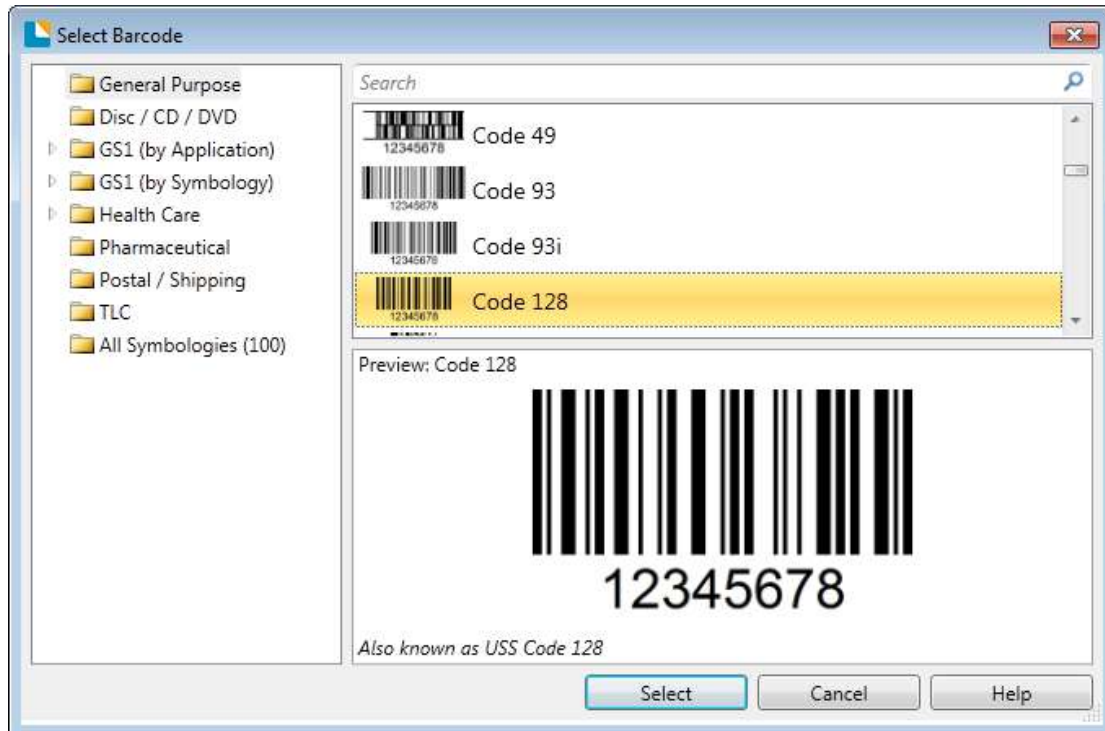 Select Barcode
General Purpose
Disc / CD / DVD
GS1 (by Application)
GS1 (by Symbology)
Health Care
Pharmaceutical
Postal / Shipping
TLC
All Symbologies (100)
Search
12345678
Code 49
12345678
Code 93
12345678
Code 93i
12345678
Code 128
Preview: Code 128
12345678
Also known as USS Code 128
Select
Cancel
Help